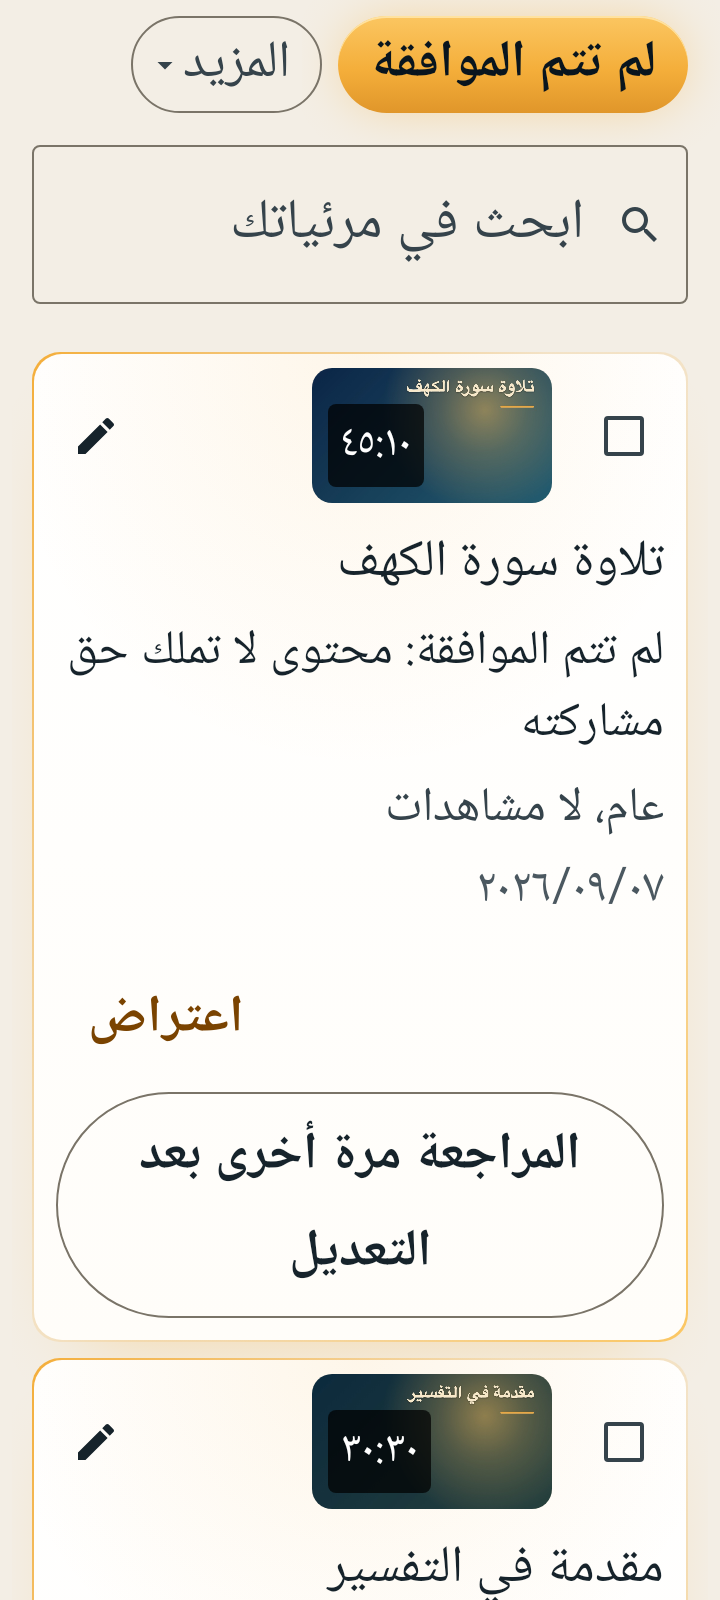 لم تتم الموافقة
المزيد
ابحث في مرئياتك
تلاوة سورة الكهف
٤٥:١٠
تلاوة سورة الكهف
لم تتم الموافقة: محتوى لا تملك حق
مشاركته
عام، لا مشاهدات
٢٠٢٦/٠٩/٠٧
اعتراض
المراجعة مرة أخرى بعد
التعديل
مقدمة في التفسير
٣٠:٣٠
مقدمة في التفسير